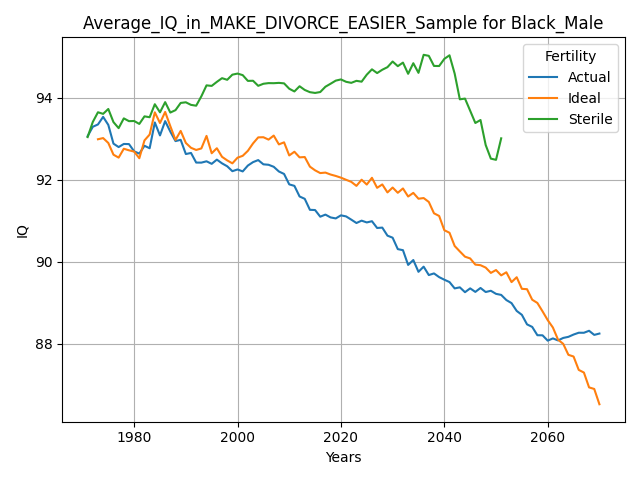 Average_IQ_in_MAKE_DIVORCE_EASIER_Sample for Black_Male
Fertility
Actual
Ideal
Sterile
94
92
90
88
IQ
1980
2000
2020
2040
2060
Years